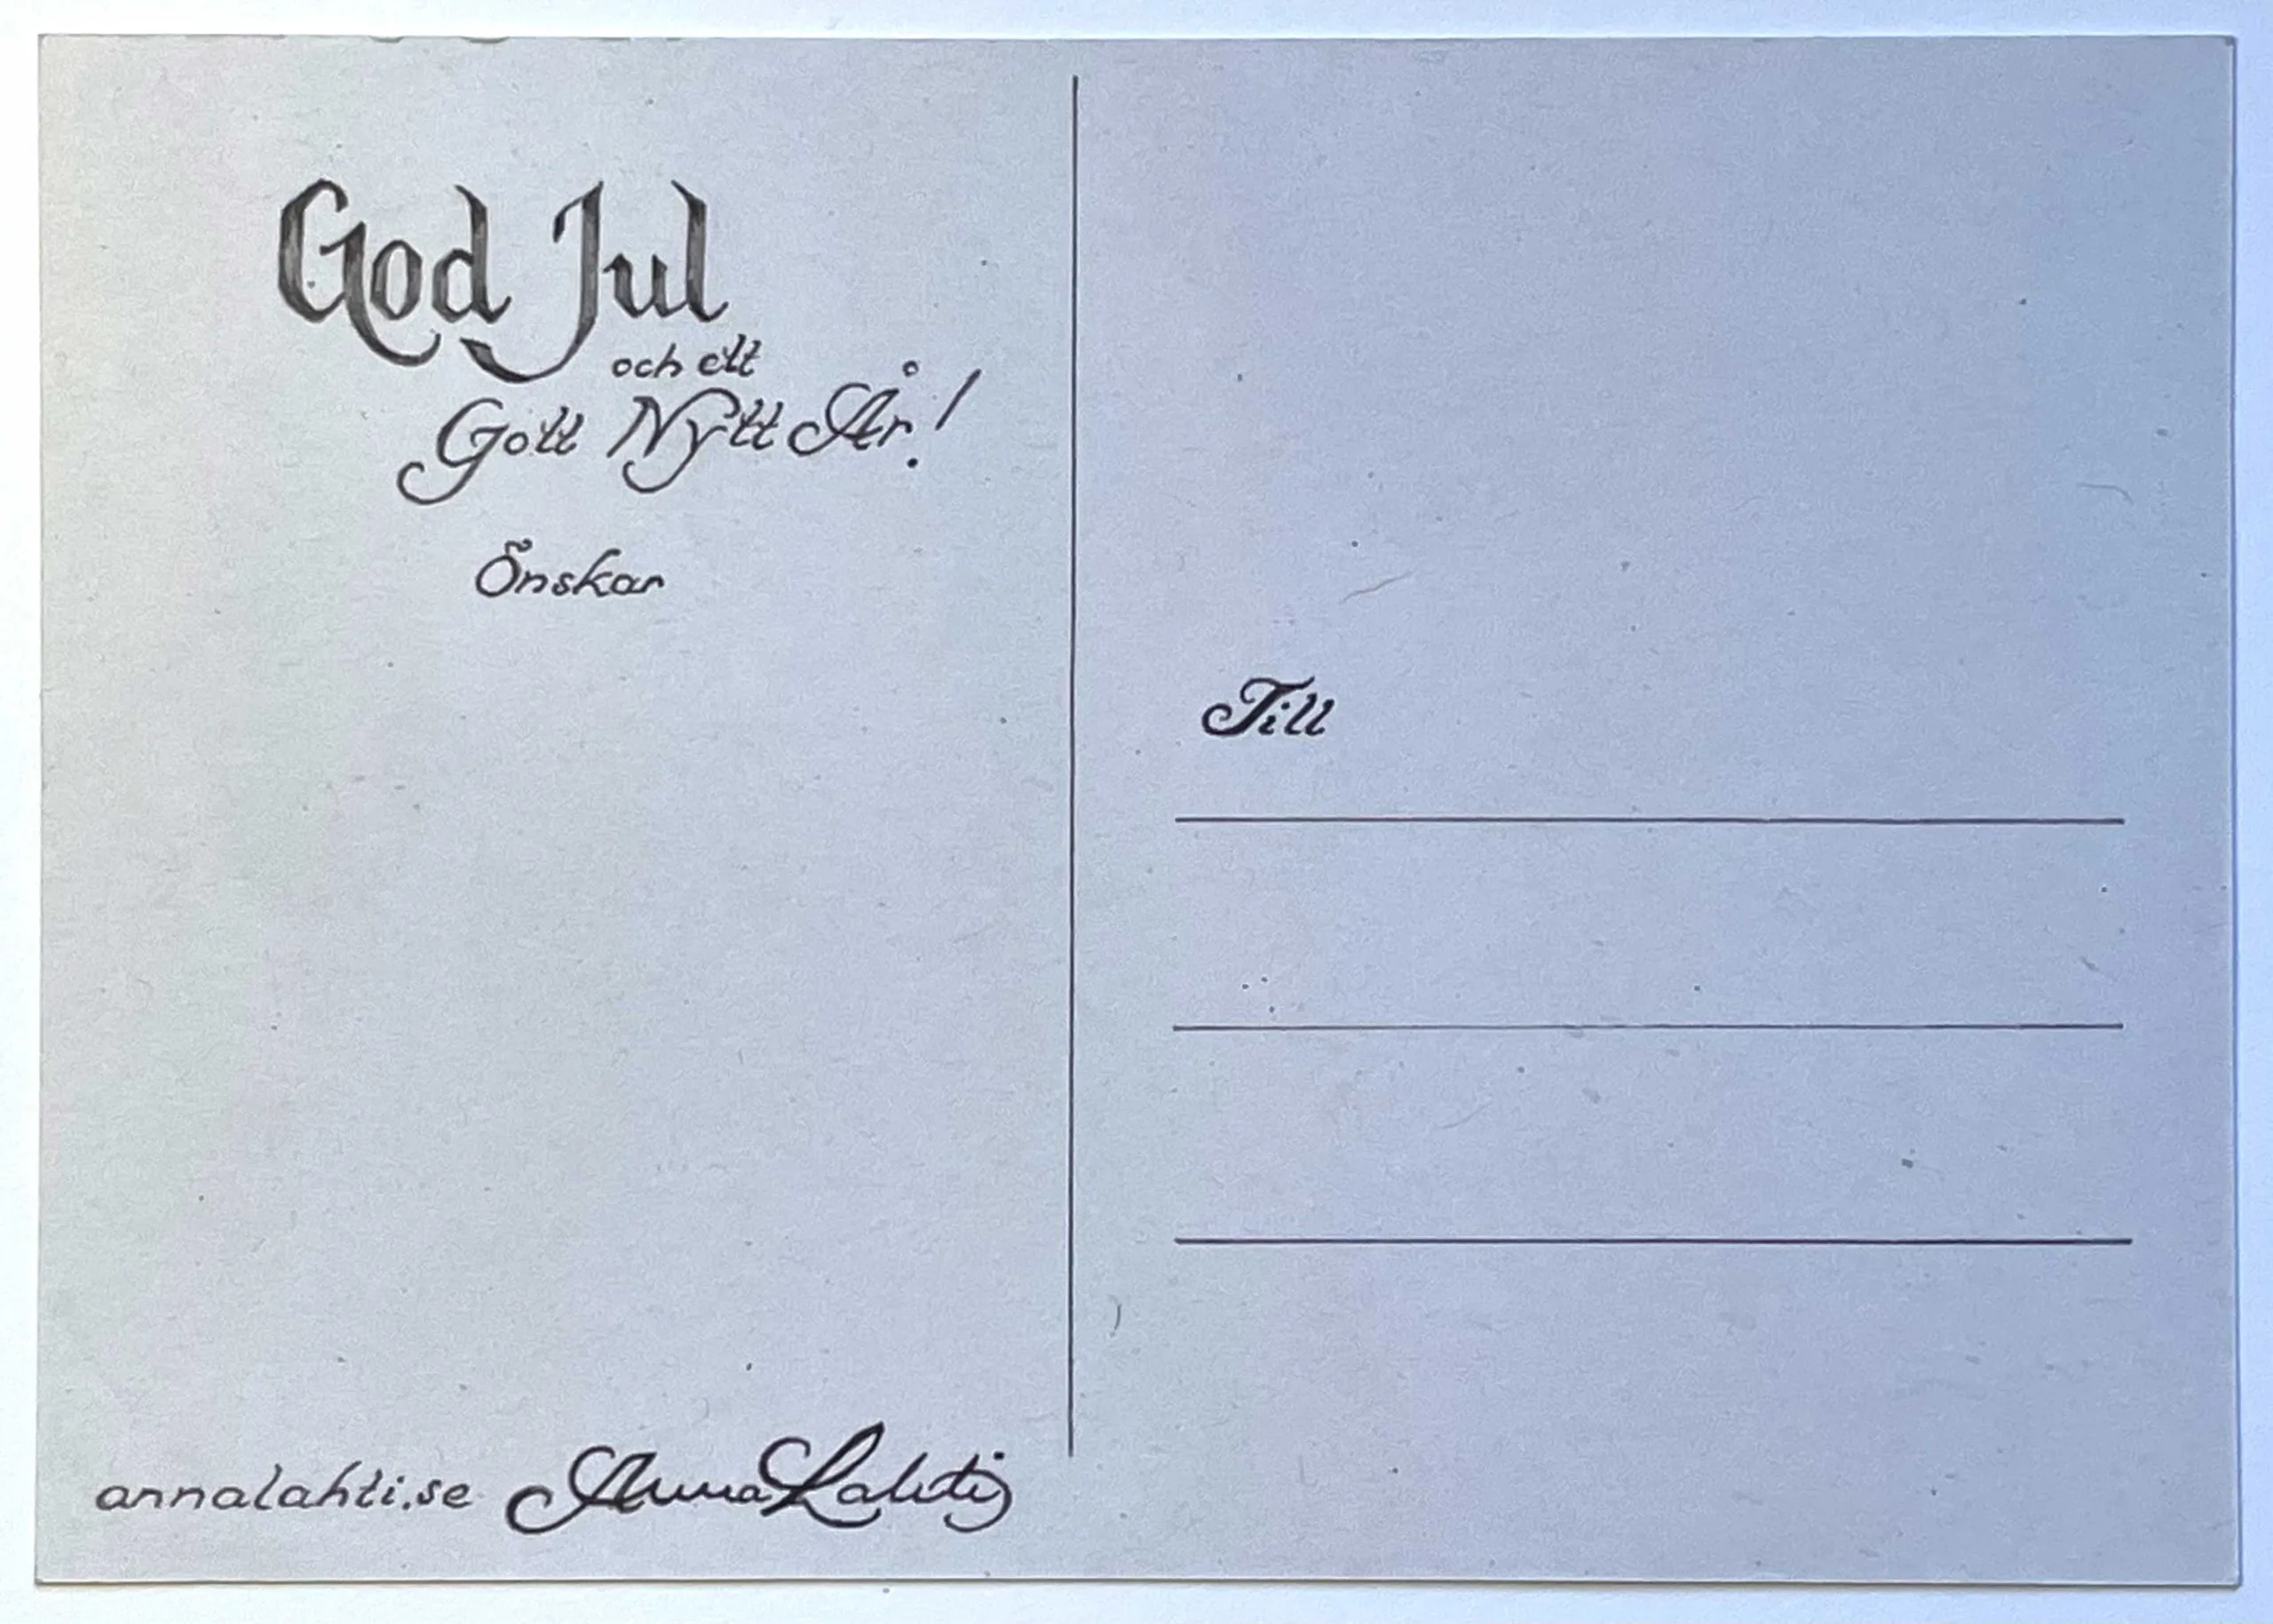 God Jul
och ett
Gott Nytt År!
Önskar
annalahti.se Anna Lahti
Till